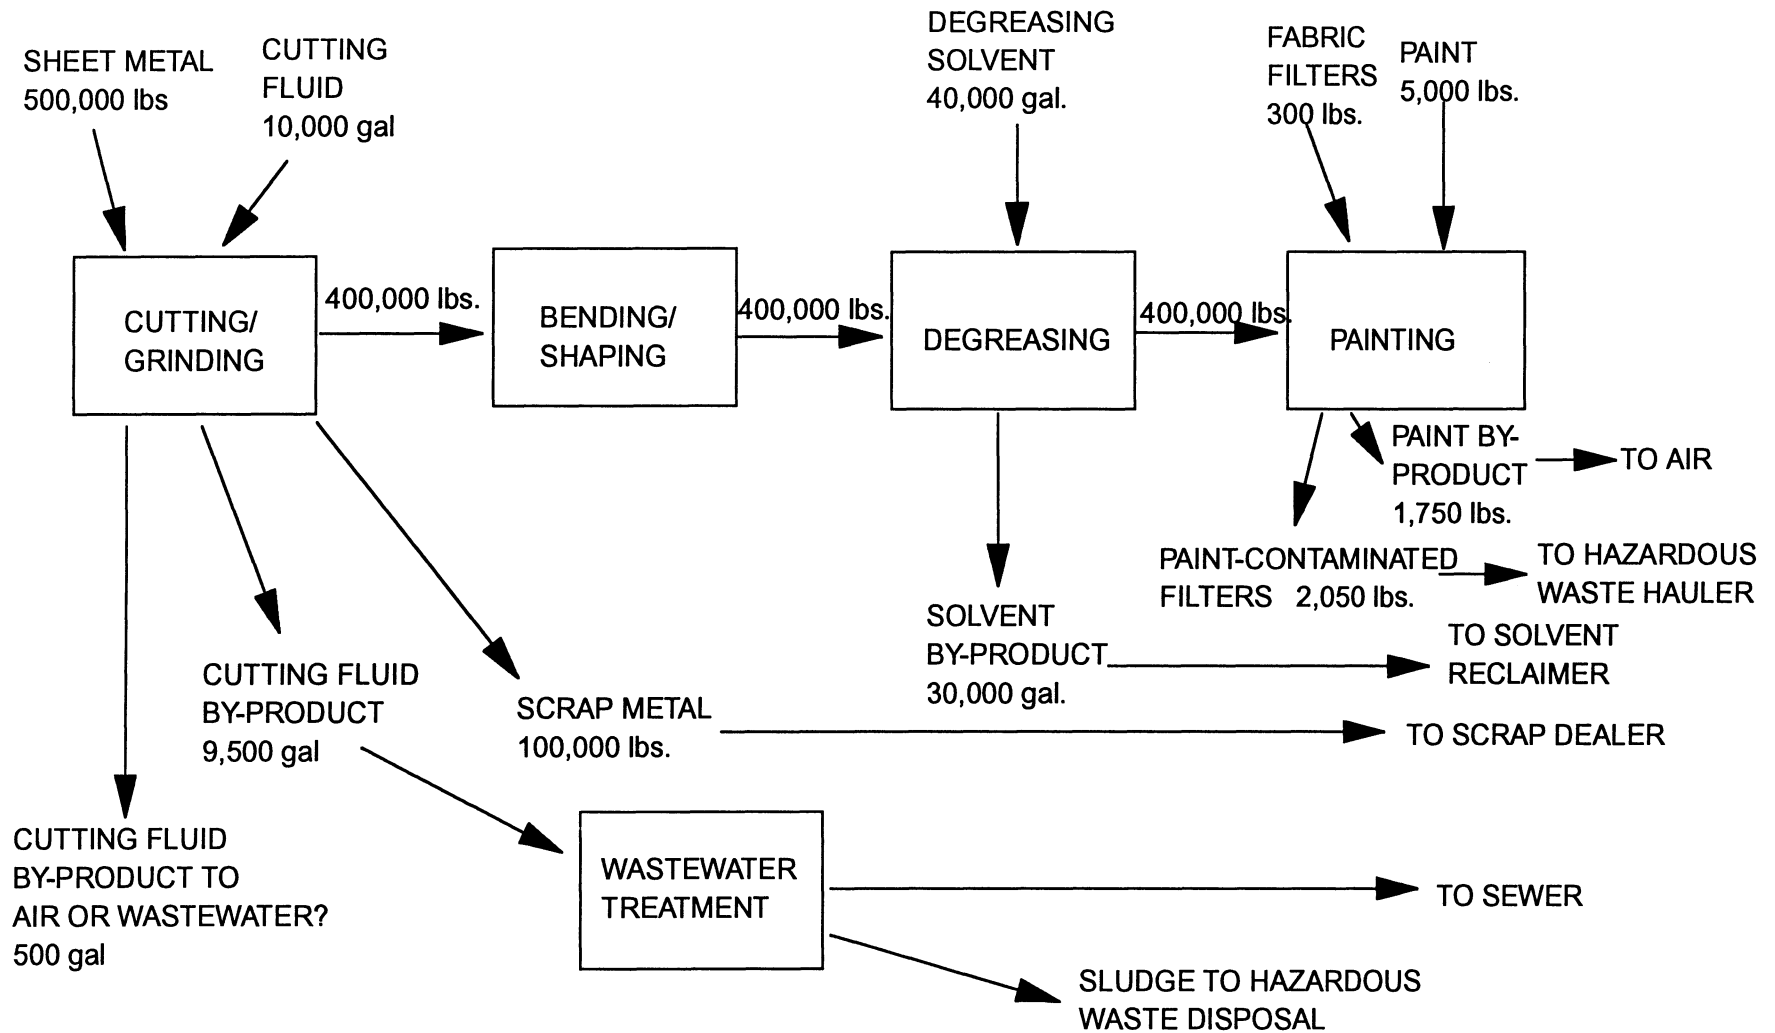 SHEET METAL
500,000 lbs
CUTTING
FLUID
10,000 gal
DEGREASING
SOLVENT
40,000 gal.
FABRIC
FILTERS
300 lbs.
PAINT
5,000 lbs.
CUTTING/
GRINDING
400,000 lbs.
BENDING/
SHAPING
400,000 lbs.
DEGREASING
400,000 lbs.
PAINTING
PAINT BY-
PRODUCT
1,750 lbs.
TO AIR
PAINT-CONTAMINATED
FILTERS 2,050 lbs.
TO HAZARDOUS
WASTE HAULER
SOLVENT
BY-PRODUCT
30,000 gal.
TO SOLVENT
RECLAIMER
CUTTING FLUID
BY-PRODUCT
9,500 gal
SCRAP METAL
100,000 lbs.
TO SCRAP DEALER
CUTTING FLUID
BY-PRODUCT TO
AIR OR WASTEWATER?
500 gal
WASTEWATER
TREATMENT
TO SEWER
SLUDGE TO HAZARDOUS
WASTE DISPOSAL